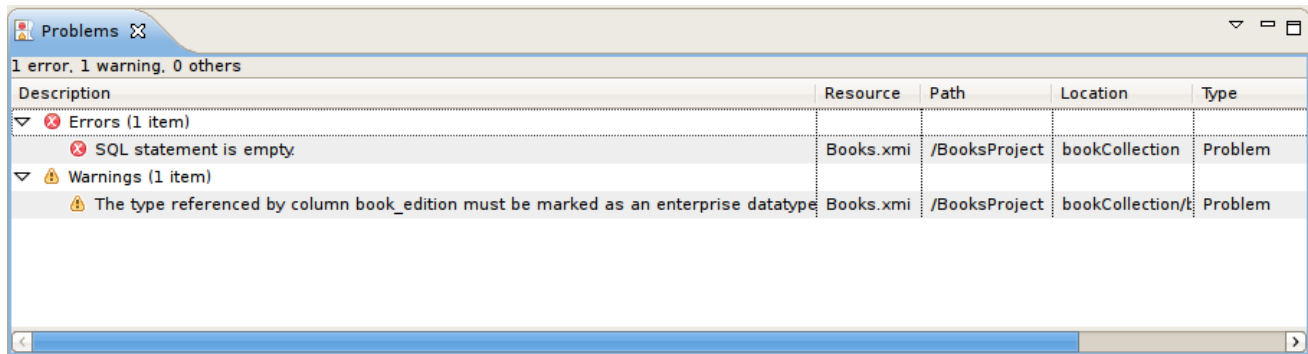 Problems
1 error, 1 warning, 0 others
Description Resource Path Location Type
Errors (1 item)
SQL statement is empty. Books.xmi /BooksProject bookCollection Problem
Warnings (1 item)
The type referenced by column book_edition must be marked as an enterprise datatype Books.xmi /BooksProject bookCollection/b Problem